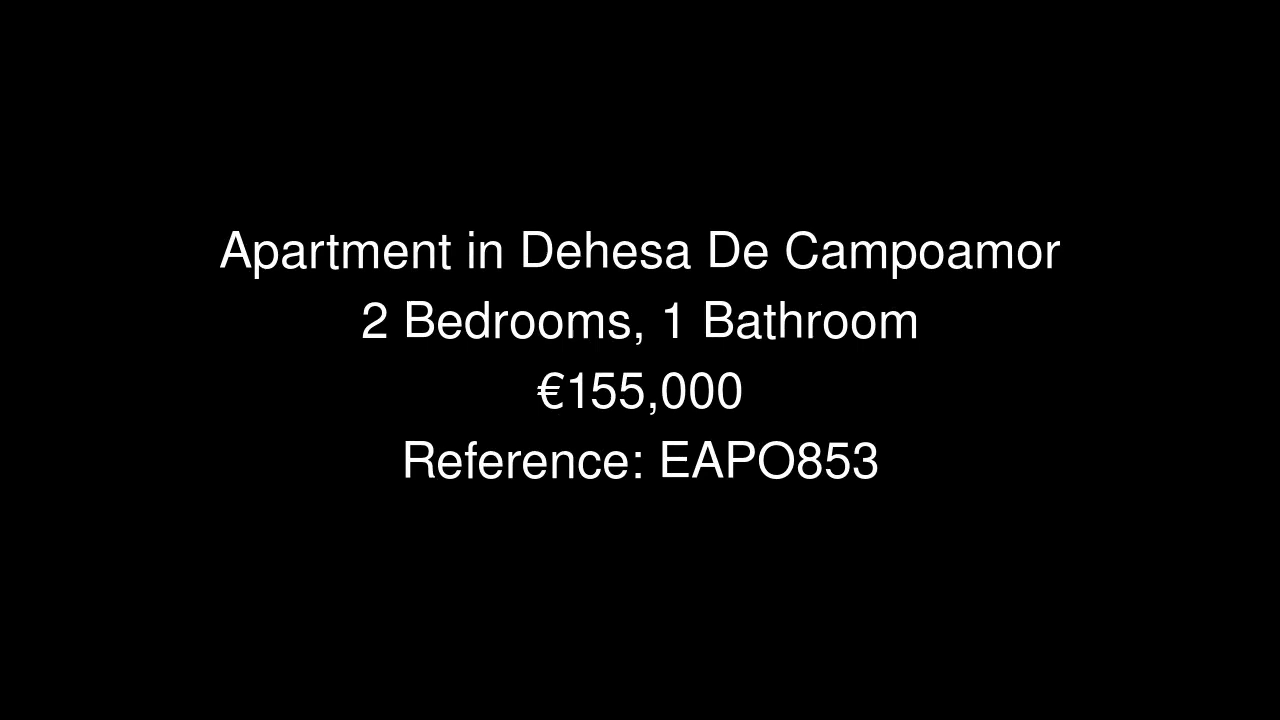 Apartment in Dehesa De Campoamor
2 Bedrooms, 1 Bathroom
€155,000
Reference: EAPO853